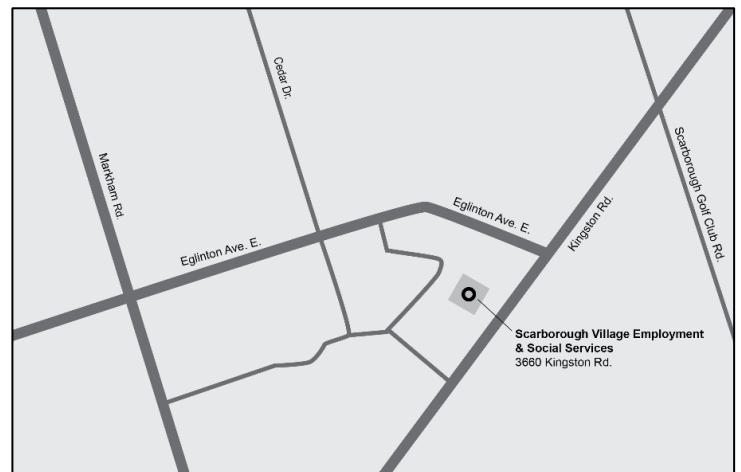 Cedar Dr.
Markham Rd.
Eglinton Ave. E.
Eglinton Ave. E.
Kingston Rd.
Scarborough Golf Club Rd.
Scarborough Village Employment
& Social Services
3660 Kingston Rd.